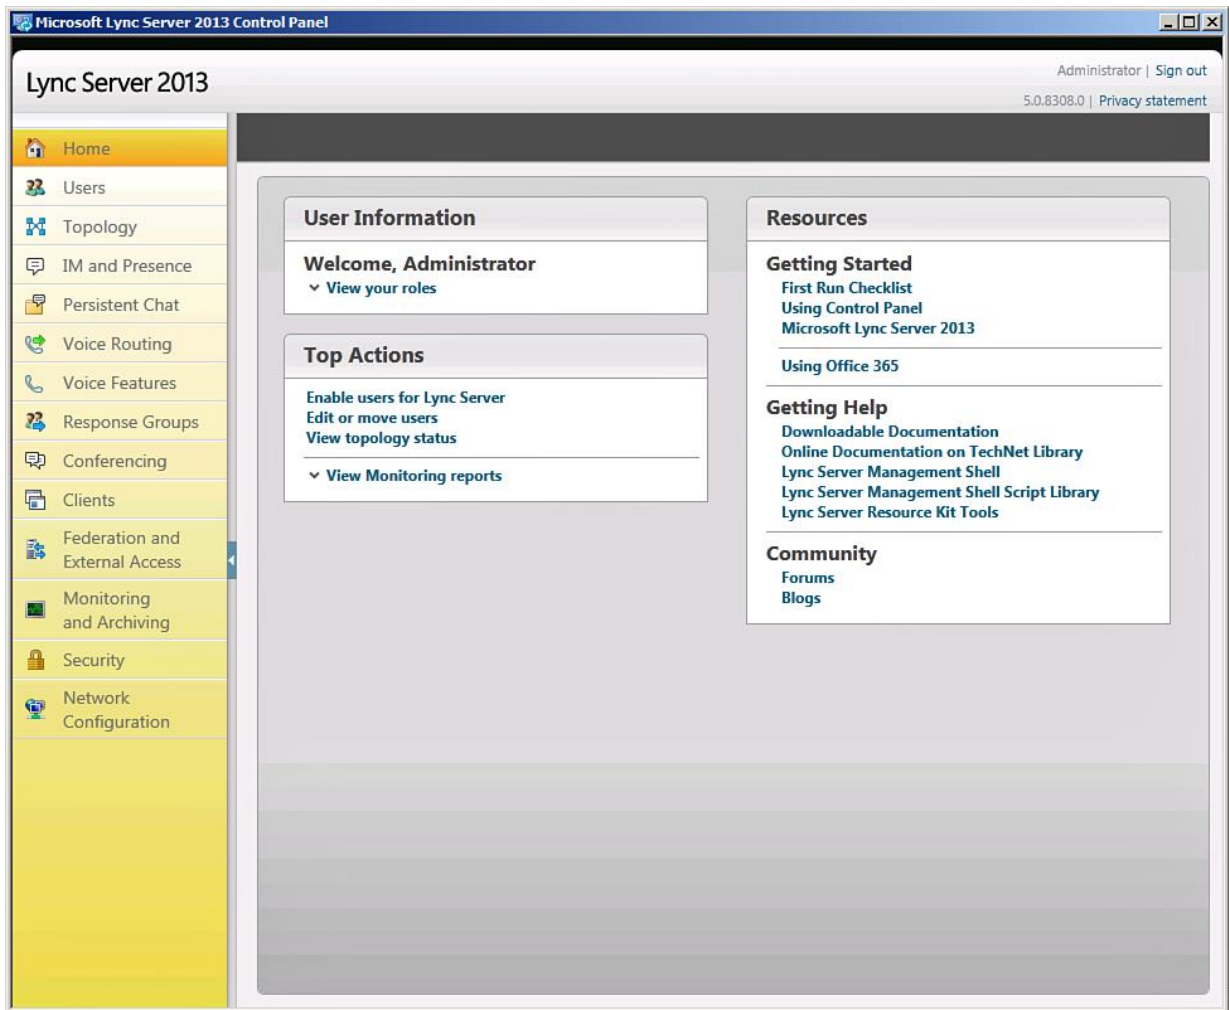 Microsoft Lync Server 2013 Control Panel
Lync Server 2013
Administrator | Sign out
5.0.8308.0 | Privacy statement
Home
Users
Topology
IM and Presence
Persistent Chat
Voice Routing
Voice Features
Response Groups
Conferencing
Clients
Federation and
External Access
Monitoring
and Archiving
Security
Network
Configuration
User Information
Welcome, Administrator
View your roles
Top Actions
Enable users for Lync Server
Edit or move users
View topology status
View Monitoring reports
Resources
Getting Started
First Run Checklist
Using Control Panel
Microsoft Lync Server 2013
Using Office 365
Getting Help
Downloadable Documentation
Online Documentation on TechNet Library
Lync Server Management Shell
Lync Server Management Shell Script Library
Lync Server Resource Kit Tools
Community
Forums
Blogs